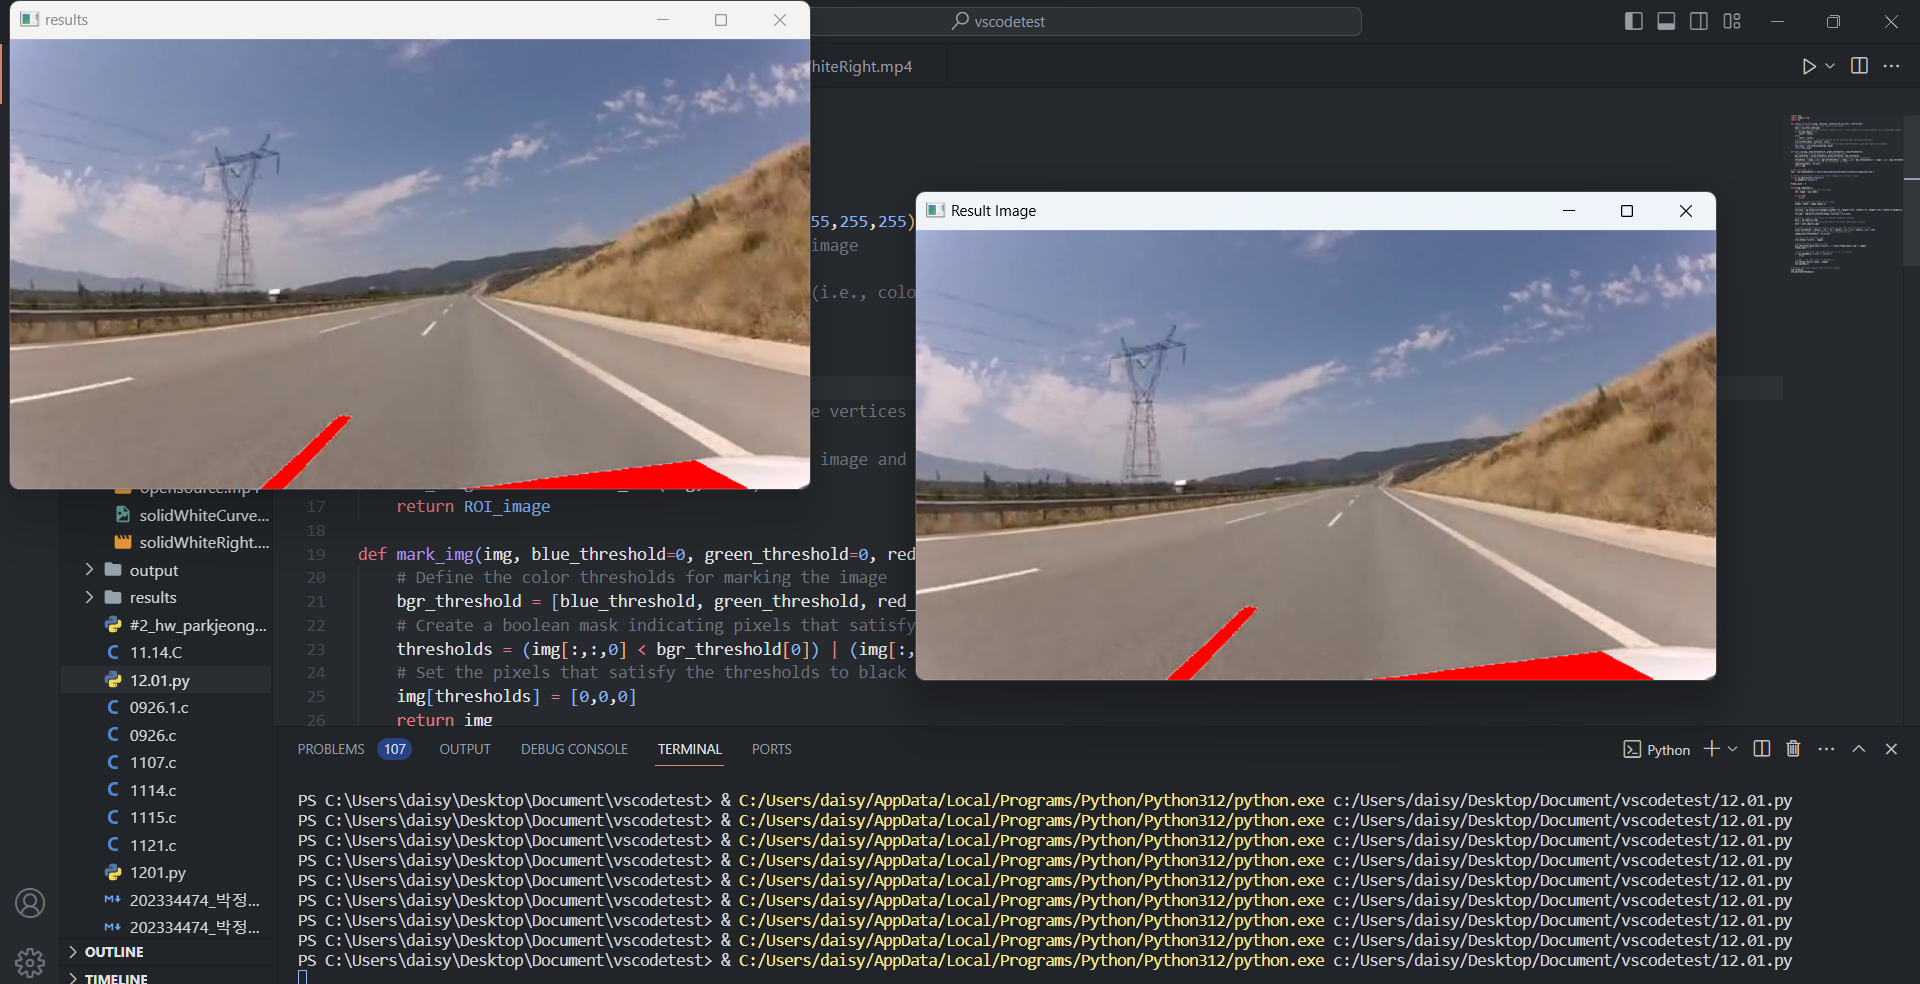 results
vscodetest
hiteRight.mp4
55,255,255)
image
(i.e., colo
e vertices
image and
Result Image
opensource.mp4
solidWhiteCurve...
solidWhiteRight....
output
results
#2_hw_parkjeong...
11.14.C
12.01.py
0926.1.c
0926.c
1107.c
1114.c
1115.c
1121.c
1201.py
202334474_박정...
202334474_박정...
OUTLINE
TIMELINE
17 return ROI_image
18
19 def mark_img(img, blue_threshold=0, green_threshold=0, red
20 # Define the color thresholds for marking the image
21 bgr_threshold = [blue_threshold, green_threshold, red_
22 # Create a boolean mask indicating pixels that satisfy
23 thresholds = (img[:,:,0] < bgr_threshold[0]) | (img[:,
24 # Set the pixels that satisfy the thresholds to black
25 img[thresholds] = [0,0,0]
26 return img
PROBLEMS 107 OUTPUT DEBUG CONSOLE TERMINAL PORTS
Python
PS C:\Users\daisy\Desktop\Document\vscodetest> & C:/Users/daisy/AppData/Local/Programs/Python/Python312/python.exe c:/Users/daisy/Desktop/Document/vscodetest/12.01.py
PS C:\Users\daisy\Desktop\Document\vscodetest> & C:/Users/daisy/AppData/Local/Programs/Python/Python312/python.exe c:/Users/daisy/Desktop/Document/vscodetest/12.01.py
PS C:\Users\daisy\Desktop\Document\vscodetest> & C:/Users/daisy/AppData/Local/Programs/Python/Python312/python.exe c:/Users/daisy/Desktop/Document/vscodetest/12.01.py
PS C:\Users\daisy\Desktop\Document\vscodetest> & C:/Users/daisy/AppData/Local/Programs/Python/Python312/python.exe c:/Users/daisy/Desktop/Document/vscodetest/12.01.py
PS C:\Users\daisy\Desktop\Document\vscodetest> & C:/Users/daisy/AppData/Local/Programs/Python/Python312/python.exe c:/Users/daisy/Desktop/Document/vscodetest/12.01.py
PS C:\Users\daisy\Desktop\Document\vscodetest> & C:/Users/daisy/AppData/Local/Programs/Python/Python312/python.exe c:/Users/daisy/Desktop/Document/vscodetest/12.01.py
PS C:\Users\daisy\Desktop\Document\vscodetest> & C:/Users/daisy/AppData/Local/Programs/Python/Python312/python.exe c:/Users/daisy/Desktop/Document/vscodetest/12.01.py
PS C:\Users\daisy\Desktop\Document\vscodetest> & C:/Users/daisy/AppData/Local/Programs/Python/Python312/python.exe c:/Users/daisy/Desktop/Document/vscodetest/12.01.py
PS C:\Users\daisy\Desktop\Document\vscodetest> & C:/Users/daisy/AppData/Local/Programs/Python/Python312/python.exe c:/Users/daisy/Desktop/Document/vscodetest/12.01.py